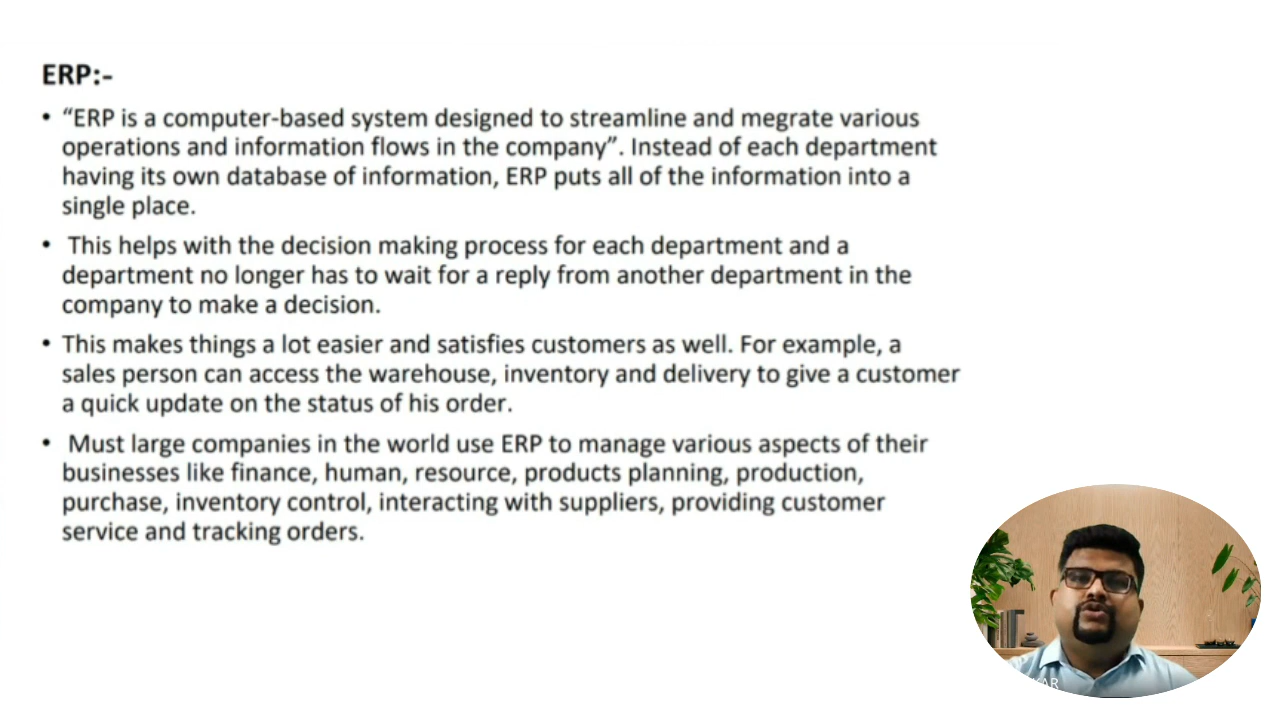 ERP:-
• “ERP is a computer-based system designed to streamline and megrate various
operations and information flows in the company”. Instead of each department
having its own database of information, ERP puts all of the information into a
single place.
• This helps with the decision making process for each department and a
department no longer has to wait for a reply from another department in the
company to make a decision.
• This makes things a lot easier and satisfies customers as well. For example, a
sales person can access the warehouse, inventory and delivery to give a customer
a quick update on the status of his order.
• Must large companies in the world use ERP to manage various aspects of their
businesses like finance, human, resource, products planning, production,
purchase, inventory control, interacting with suppliers, providing customer
service and tracking orders.